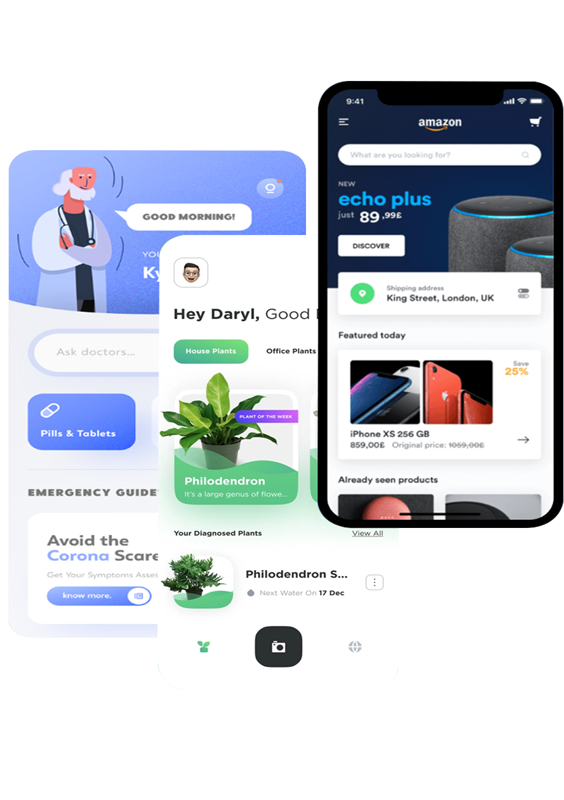 GOOD MORNING!
YOU
Ky
Ask doctors...
Pills & Tablets
EMERGENCY GUIDE
Avoid the
Corona Scare
Get Your Symptoms Asses
know more.
Hey Daryl, Good
House Plants
Office Plants
PLANT OF THE WEEK
Philodendron
It's a large genus of flowe...
Your Diagnosed Plants
View All
Philodendron S...
Next Water On 17 Dec
9:41
amazon
What are you looking for?
NEW
echo plus
just 89,99£
DISCOVER
Shipping address
King Street, London, UK
Featured today
Save
25%
iPhone XS 256 GB
859,00£ Original price: 1059,00£
Already seen products